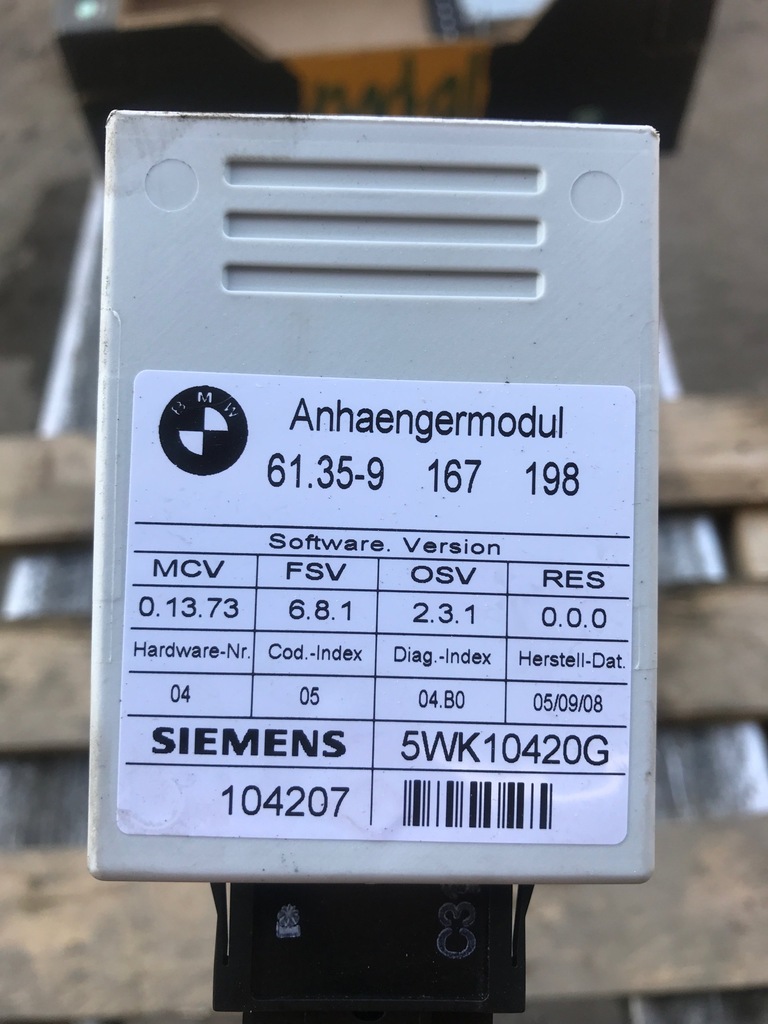 BMW
Anhaengermodul
61.35-9 167 198
Software. Version
MCV FSV OSV RES
0.13.73 6.8.1 2.3.1 0.0.0
Hardware-Nr. Cod.-Index Diag.-Index Herstell-Dat.
04 05 04.B0 05/09/08
SIEMENS 5WK10420G
104207